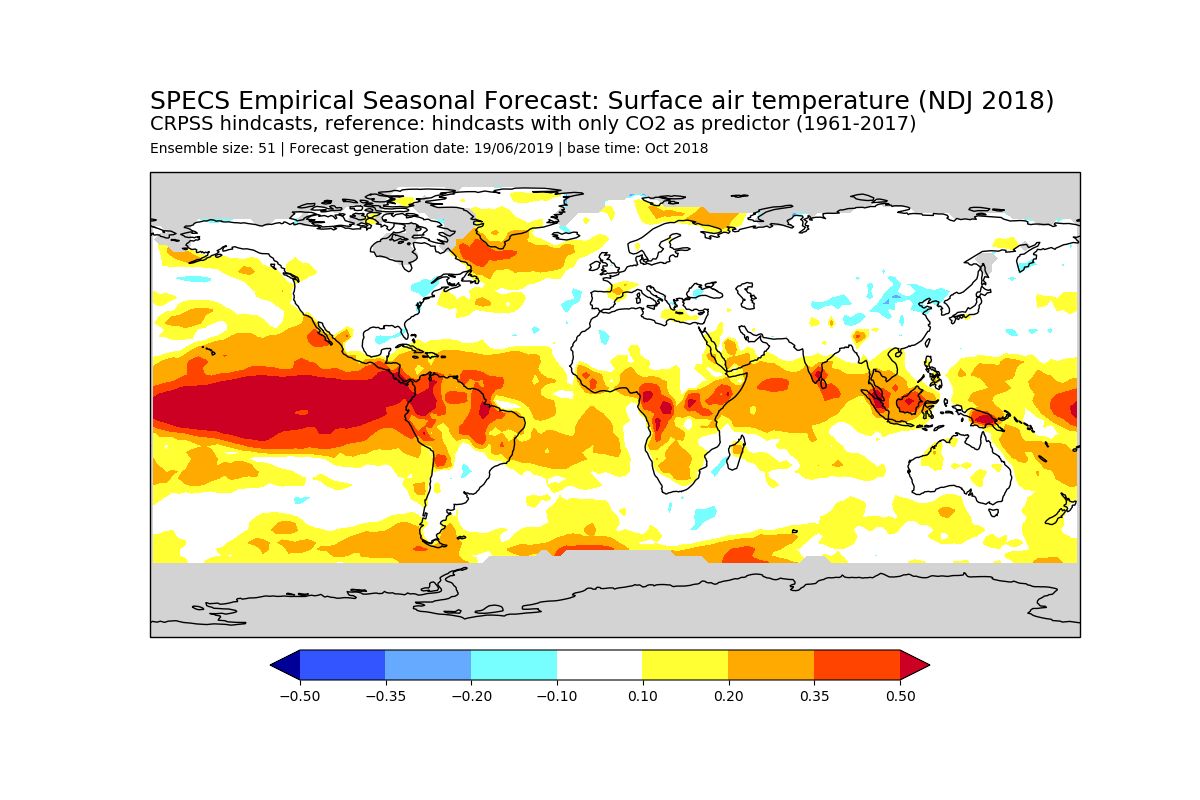 SPECS Empirical Seasonal Forecast: Surface air temperature (NDJ 2018)
CRPSS hindcasts, reference: hindcasts with only CO2 as predictor (1961-2017)
Ensemble size: 51 | Forecast generation date: 19/06/2019 | base time: Oct 2018
−0.50 −0.35 −0.20 −0.10 0.10 0.20 0.35 0.50